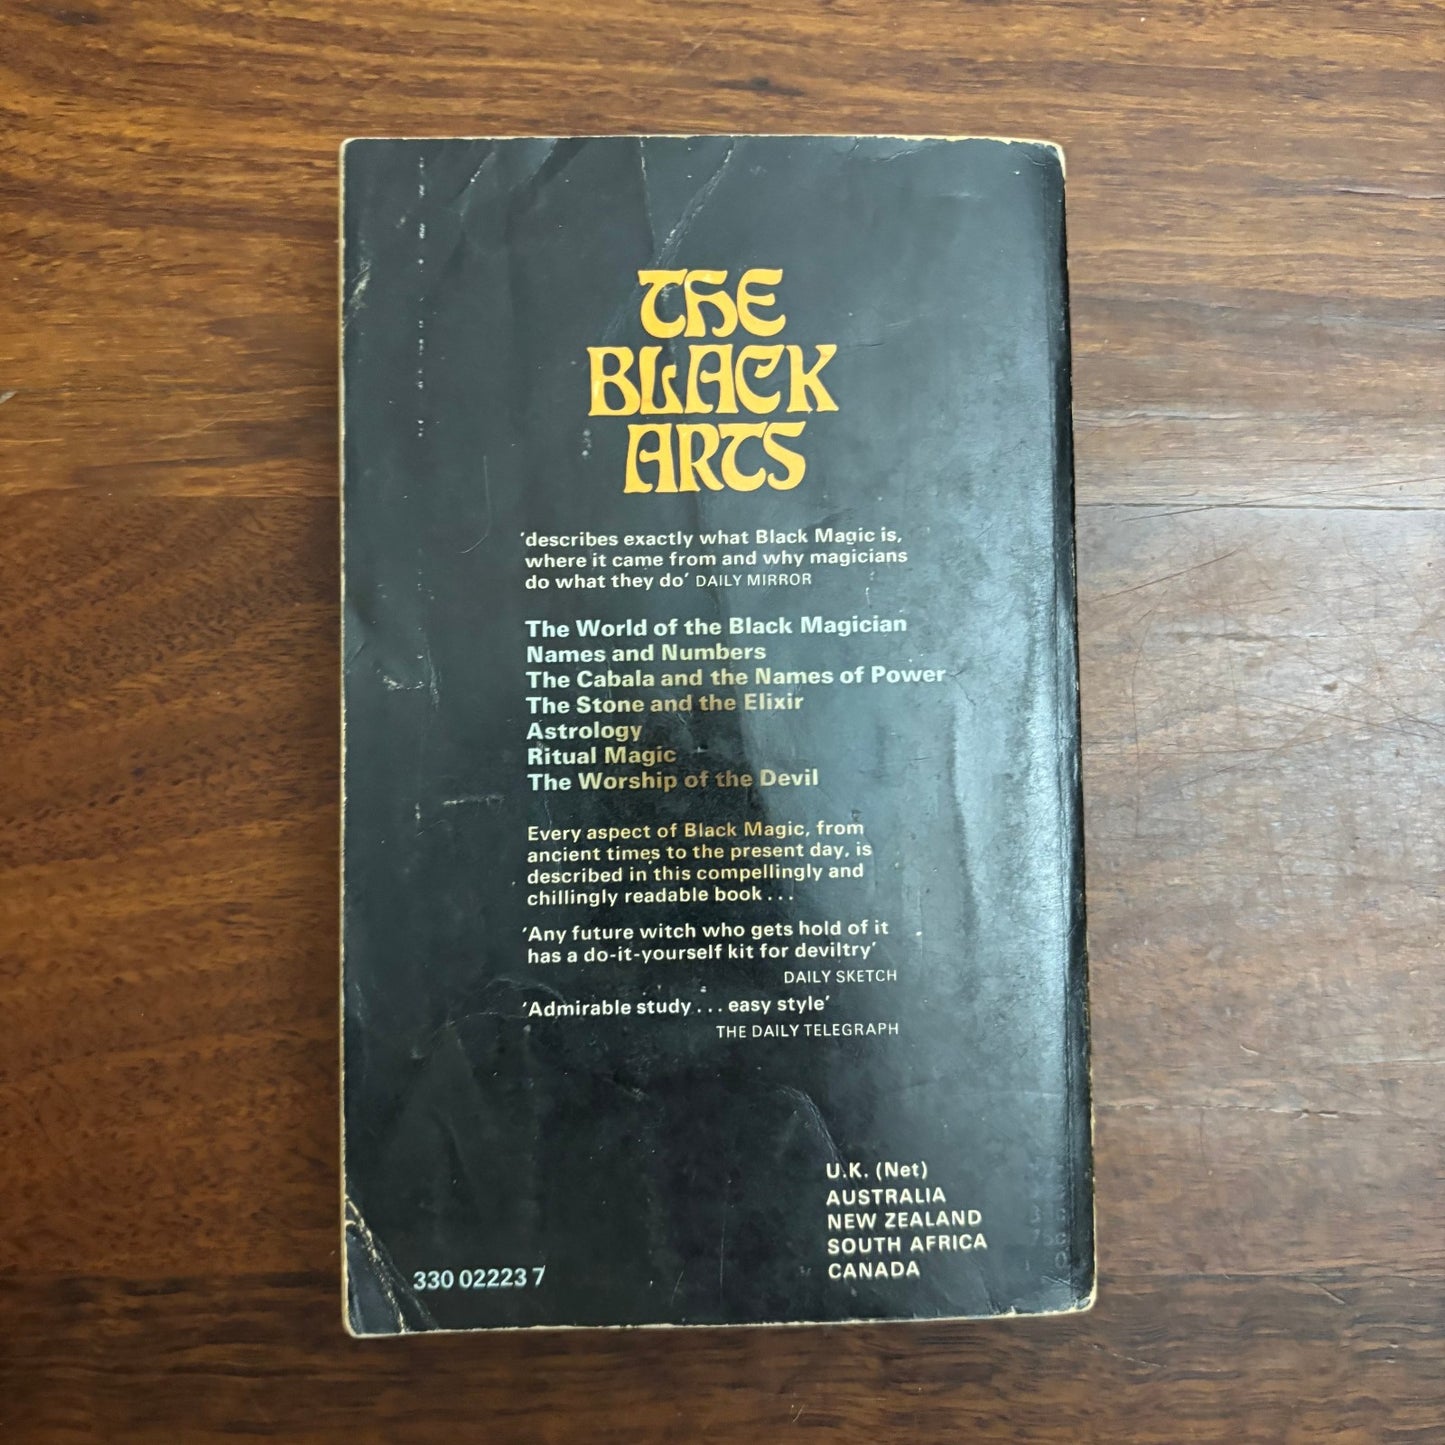 THE
BLACK
ARTS
‘describes exactly what Black Magic is,
where it came from and why magicians
do what they do’ DAILY MIRROR
The World of the Black Magician
Names and Numbers
The Cabala and the Names of Power
The Stone and the Elixir
Astrology
Ritual Magic
The Worship of the Devil
Every aspect of Black Magic, from
ancient times to the present day, is
described in this compellingly and
chillingly readable book . . .
‘Any future witch who gets hold of it
has a do-it-yourself kit for deviltry’
DAILY SKETCH
‘Admirable study . . . easy style’
THE DAILY TELEGRAPH
U.K. (Net)
AUSTRALIA
NEW ZEALAND
SOUTH AFRICA
CANADA
330 02223 7